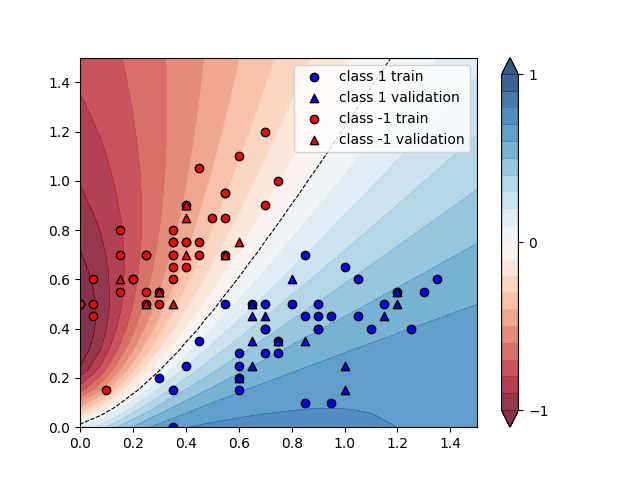 class 1 train
class 1 validation
class -1 train
class -1 validation
1.4
1.2
1.0
0.8
0.6
0.4
0.2
0.0
0.0 0.2 0.4 0.6 0.8 1.0 1.2 1.4
1
0
−1